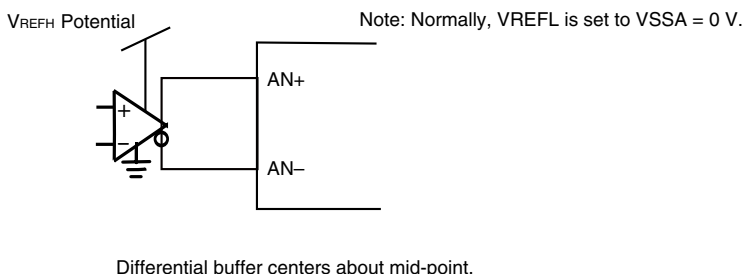 VREFH Potential
Note: Normally, VREFL is set to VSSA = 0 V.
AN+
+
–
AN–
Differential buffer centers about mid-point.